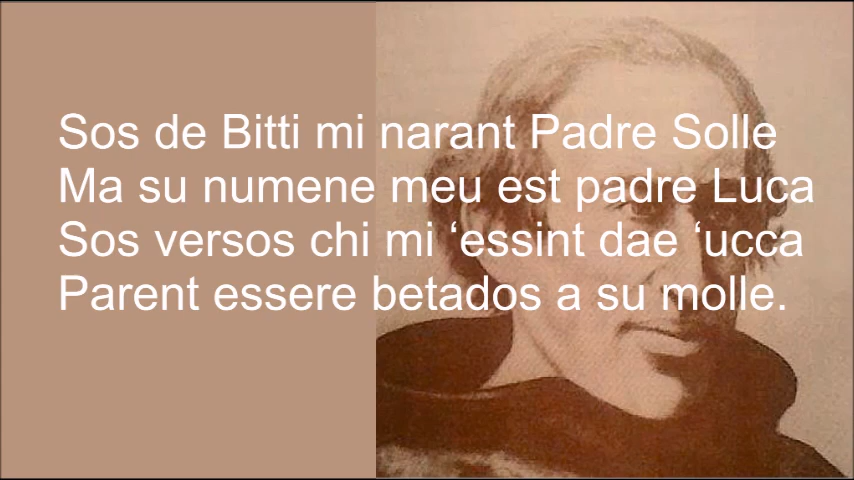 Sos de Bitti mi narant Padre Solle
Ma su numene meu est padre Luca
Sos versos chi mi ‘essint dae ‘ucca
Parent essere betados a su molle.